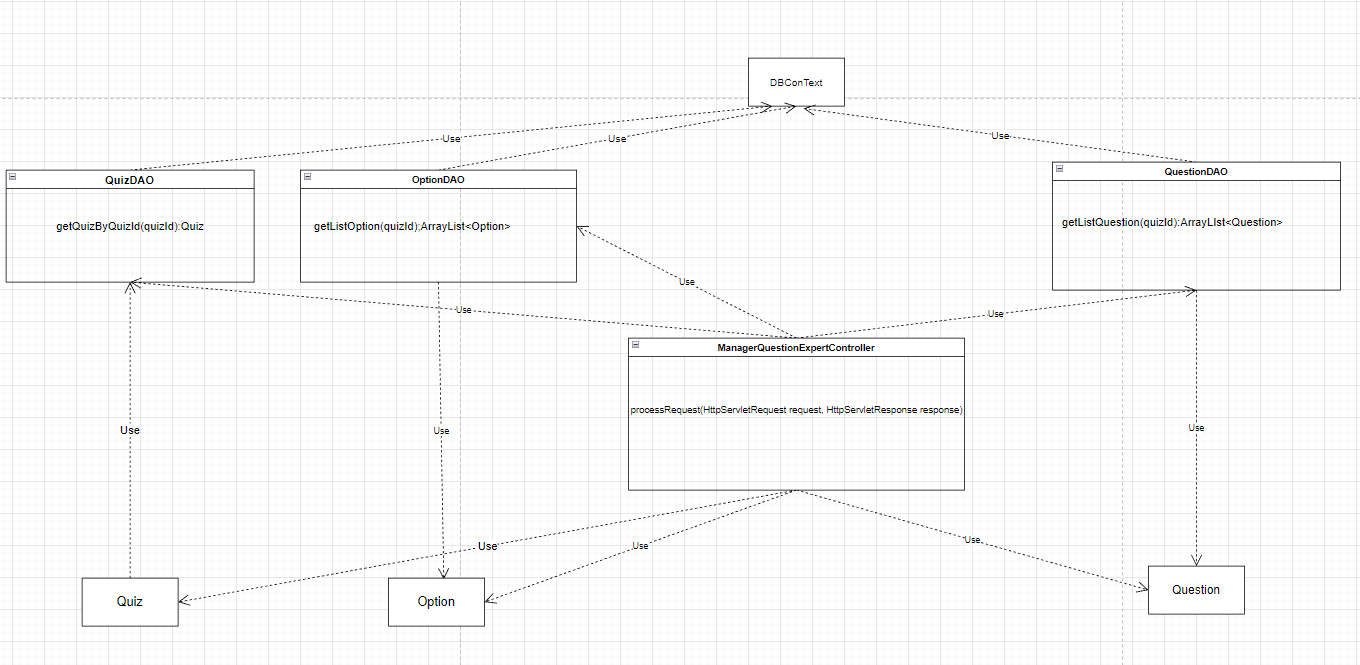 DBConText
Use
Use
Use
QuizDAO
getQuizByQuizId(quizId):Quiz
OptionDAO
getListOption(quizId);ArrayList<Option>
QuestionDAO
getListQuestion(quizId):ArrayLIst<Question>
Use
Use
Use
ManagerQuestionExpertController
processRequest(HttpServletRequest request, HttpServletResponse response)
Use
Use
Use
Use
Use
Use
Quiz
Option
Question